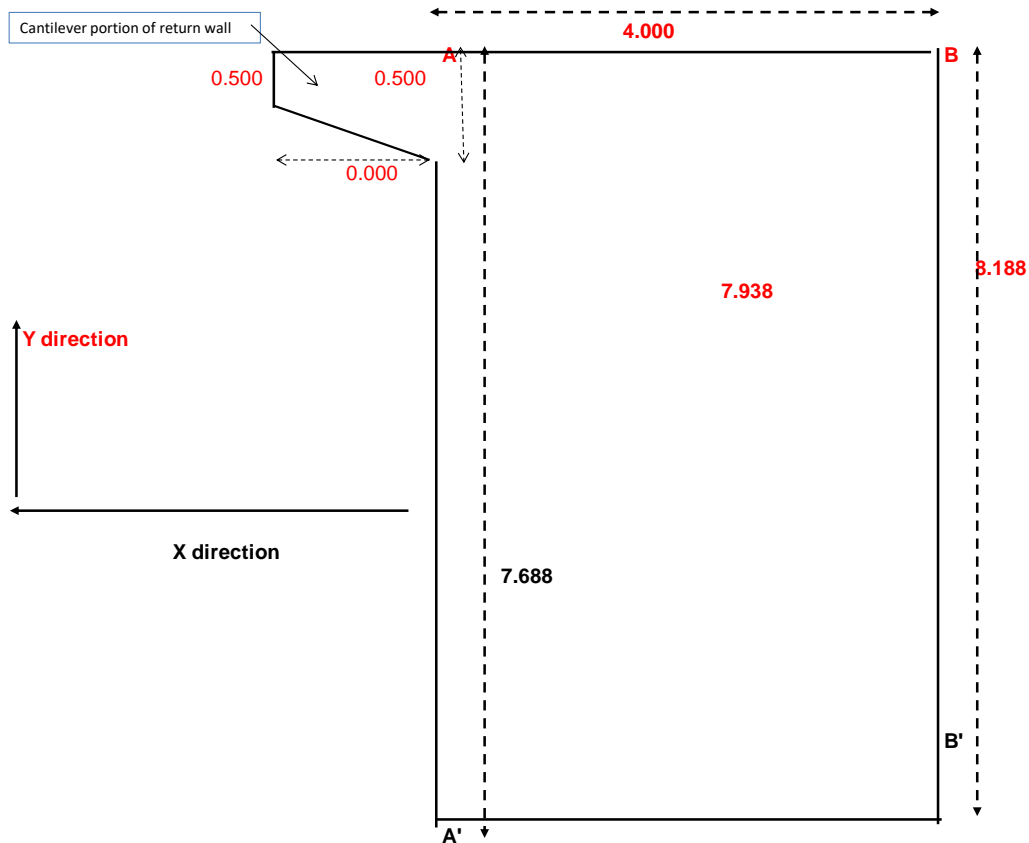 Cantilever portion of return wall
4.000
A
B
0.500
0.500
0.000
8.188
7.938
Y direction
X direction
7.688
B'
A'